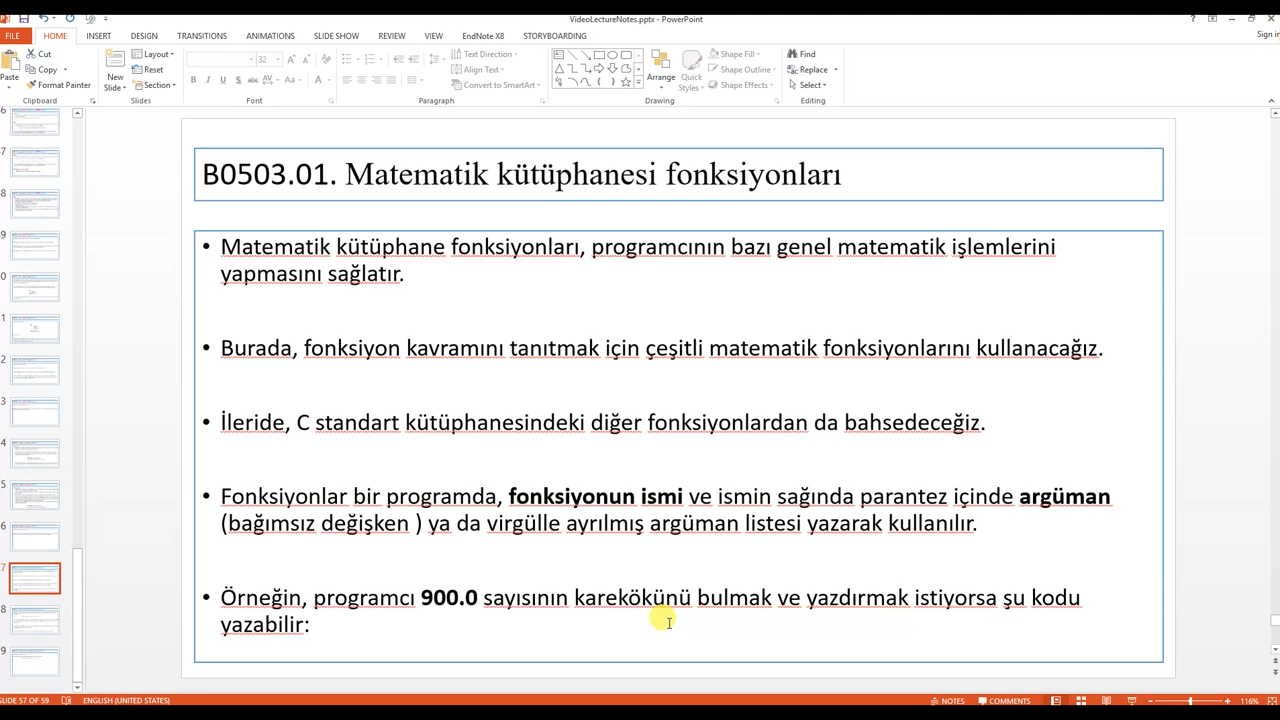 VideoLectureNotes.pptx - PowerPoint
FILE HOME INSERT DESIGN TRANSITIONS ANIMATIONS SLIDE SHOW REVIEW VIEW EndNote X8 STORYBOARDING
Sign in
Cut Layout 32 Text Direction Shape Fill Find
Copy Reset Align Text Shape Outline Replace
Paste Format Painter New Slide Section Convert to SmartArt Arrange Quick Styles Shape Effects Select
Clipboard Slides Font Paragraph Drawing Editing
B0503.01. Matematik kütüphanesi fonksiyonları
• Matematik kütüphane fonksiyonları, programcının bazı genel matematik işlemlerini
yapmasını sağlatır.
• Burada, fonksiyon kavramını tanıtmak için çeşitli matematik fonksiyonlarını kullanacağız.
• İleride, C standart kütüphanesindeki diğer fonksiyonlardan da bahsedeceğiz.
• Fonksiyonlar bir programda, fonksiyonun ismi ve ismin sağında parantez içinde argüman
(bağımsız değişken ) ya da virgülle ayrılmış argüman listesi yazarak kullanılır.
• Örneğin, programcı 900.0 sayısının karekökünü bulmak ve yazdırmak istiyorsa şu kodu
yazabilir:
SLIDE 57 OF 59 ENGLISH (UNITED STATES) NOTES COMMENTS 116%